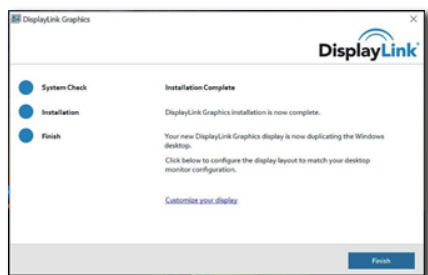 DisplayLink Graphics
DisplayLink
System Check
Installation Complete
Installation
DisplayLink Graphics installation is now complete.
Finish
Your new DisplayLink Graphics display is now duplicating the Windows
desktop.
Click below to configure the display layout to match your desktop
monitor configuration.
Customize your display
Finish